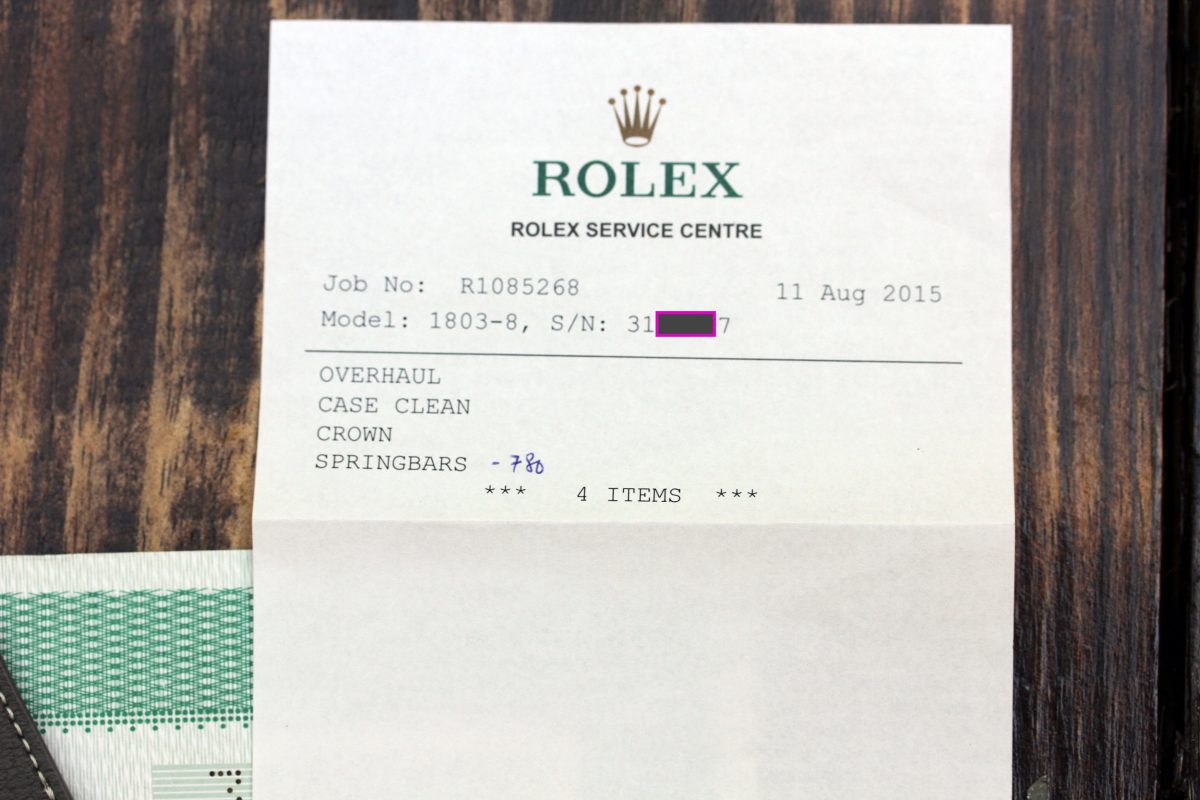 ROLEX
ROLEX SERVICE CENTRE
Job No: R1085268 11 Aug 2015
Model: 1803-8, S/N: 31 7
OVERHAUL
CASE CLEAN
CROWN
SPRINGBARS - 780
*** 4 ITEMS ***